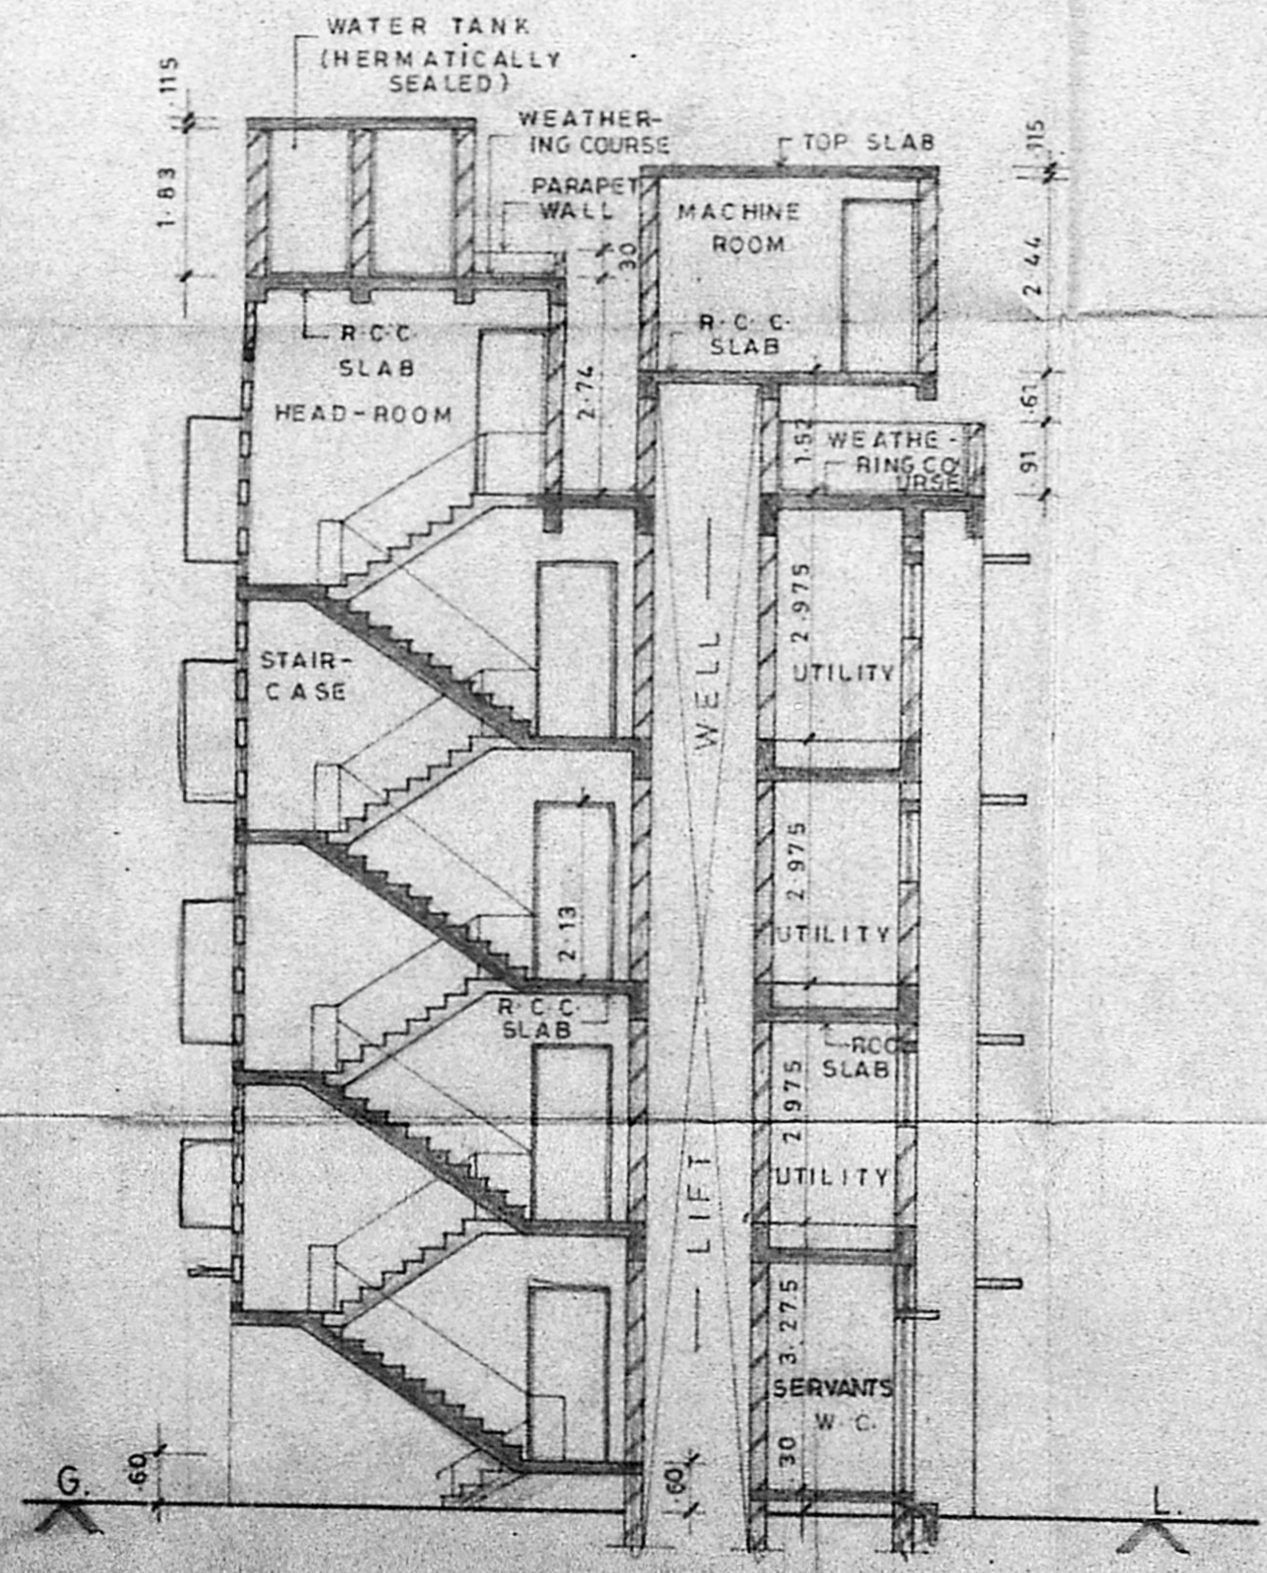 WATER TANK
(HERMATICALLY
SEALED)
.115
1.83
WEATHER-
ING COURSE
PARAPET
WALL
.30
TOP SLAB
.115
MACHINE
ROOM
2.44
R.C.C.
SLAB
R.C.C.
SLAB
HEAD-ROOM
2.74
.61
1.52
WEATHE-
RING CO
URSE
.91
STAIR-
CASE
2.975
UTILITY
WELL
2.13
2.975
UTILITY
R.C.C.
SLAB
RCC
SLAB
2.975
UTILITY
LIFT
3.275
SERVANTS
W.C.
.30
.60
.60
G.
L.